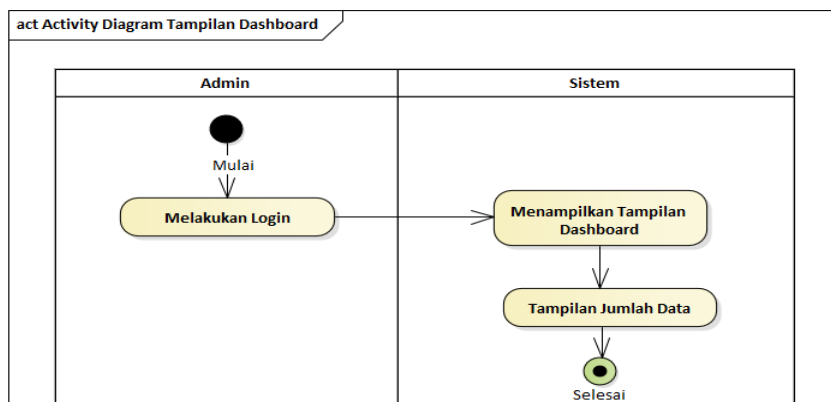 act Activity Diagram Tampilan Dashboard
Admin
Sistem
Mulai
Melakukan Login
Menampilkan Tampilan
Dashboard
Tampilan Jumlah Data
Selesai